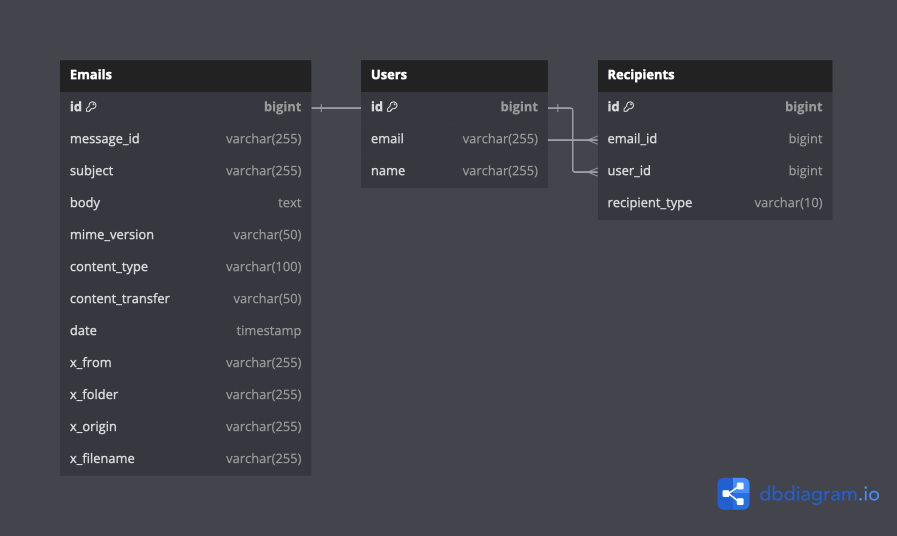 Emails
id bigint
message_id varchar(255)
subject varchar(255)
body text
mime_version varchar(50)
content_type varchar(100)
content_transfer varchar(50)
date timestamp
x_from varchar(255)
x_folder varchar(255)
x_origin varchar(255)
x_filename varchar(255)
Users
id bigint
email varchar(255)
name varchar(255)
Recipients
id bigint
email_id bigint
user_id bigint
recipient_type varchar(10)
dbdiagram.io